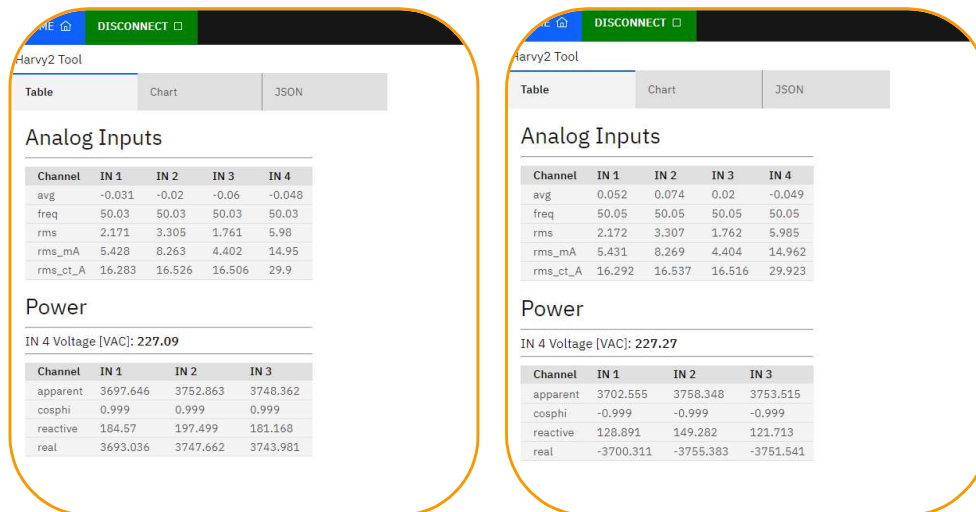 ME DISCONNECT
Harvy2 Tool
Table Chart JSON
Analog Inputs
Channel IN 1 IN 2 IN 3 IN 4
avg -0.031 -0.02 -0.06 -0.048
freq 50.03 50.03 50.03 50.03
rms 2.171 3.305 1.761 5.98
rms_mA 5.428 8.263 4.402 14.95
rms_ct_A 16.283 16.526 16.506 29.9
Power
IN 4 Voltage [VAC]: 227.09
Channel IN 1 IN 2 IN 3
apparent 3697.646 3752.863 3748.362
cosphi 0.999 0.999 0.999
reactive 184.57 197.499 181.168
real 3693.036 3747.662 3743.981
ME DISCONNECT
Harvy2 Tool
Table Chart JSON
Analog Inputs
Channel IN 1 IN 2 IN 3 IN 4
avg 0.052 0.074 0.02 -0.049
freq 50.05 50.05 50.05 50.05
rms 2.172 3.307 1.762 5.985
rms_mA 5.431 8.269 4.404 14.962
rms_ct_A 16.292 16.537 16.516 29.923
Power
IN 4 Voltage [VAC]: 227.27
Channel IN 1 IN 2 IN 3
apparent 3702.555 3758.348 3753.515
cosphi -0.999 -0.999 -0.999
reactive 128.891 149.282 121.713
real -3700.311 -3755.383 -3751.541